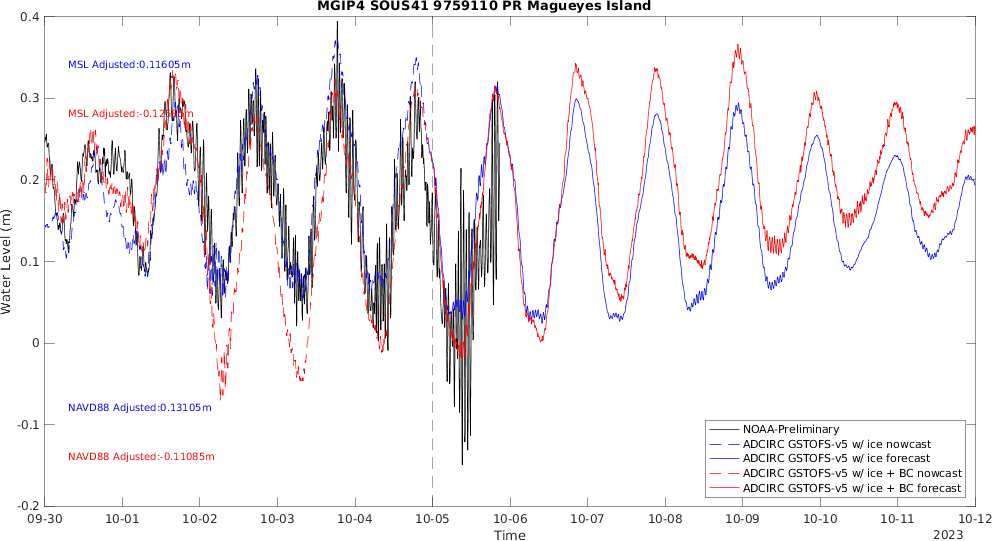 MGIP4 SOUS41 9759110 PR Magueyes Island
0.4
0.3
0.2
0.1
0
-0.1
-0.2
Water Level (m)
MSL Adjusted:0.11605m
MSL
NAVD88 Adjusted:0.13105m
NAVD88 Adjusted:-0.11085m
NOAA-Preliminary
ADCIRC GSTOFS-v5 w/ ice nowcast
ADCIRC GSTOFS-v5 w/ ice forecast
ADCIRC GSTOFS-v5 w/ ice + BC nowcast
ADCIRC GSTOFS-v5 w/ ice + BC forecast
09-30 10-01 10-02 10-03 10-04 10-05 10-06 10-07 10-08 10-09 10-10 10-11 10-12
Time
2023